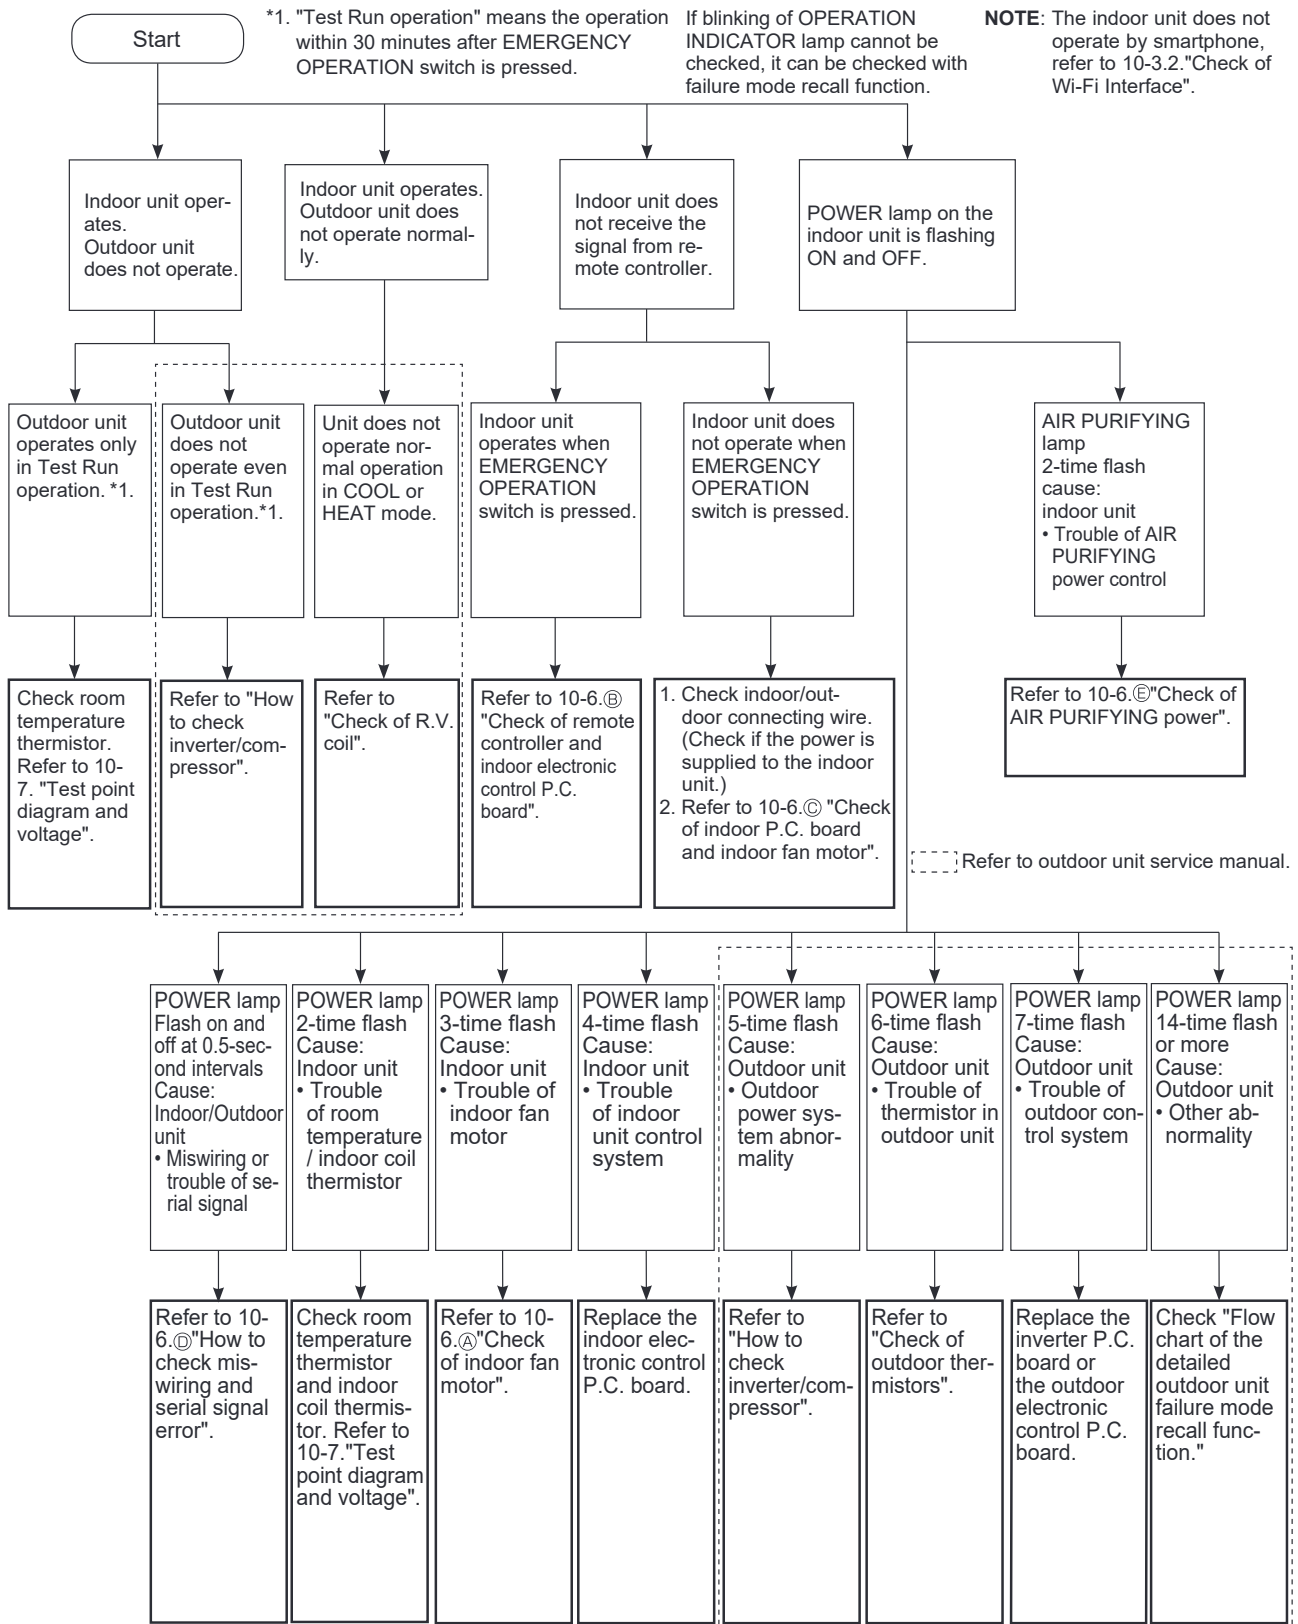 Start
*1. "Test Run operation" means the operation
within 30 minutes after EMERGENCY
OPERATION switch is pressed.
If blinking of OPERATION
INDICATOR lamp cannot be
checked, it can be checked with
failure mode recall function.
NOTE: The indoor unit does not
operate by smartphone,
refer to 10-3.2."Check of
Wi-Fi Interface".
Indoor unit oper-
ates.
Outdoor unit
does not operate.
Indoor unit operates.
Outdoor unit does
not operate normal-
ly.
Indoor unit does
not receive the
signal from re-
mote controller.
POWER lamp on the
indoor unit is flashing
ON and OFF.
Outdoor unit
operates only
in Test Run
operation. *1.
Outdoor unit
does not
operate even
in Test Run
operation.*1.
Unit does not
operate nor-
mal operation
in COOL or
HEAT mode.
Indoor unit
operates when
EMERGENCY
OPERATION
switch is pressed.
Indoor unit does
not operate when
EMERGENCY
OPERATION
switch is pressed.
AIR PURIFYING
lamp
2-time flash
cause:
indoor unit
• Trouble of AIR
PURIFYING
power control
Check room
temperature
thermistor.
Refer to 10-
7. "Test point
diagram and
voltage".
Refer to "How
to check
inverter/com-
pressor".
Refer to
"Check of R.V.
coil".
Refer to 10-6.Ⓑ
"Check of remote
controller and
indoor electronic
control P.C.
board".
1. Check indoor/out-
door connecting wire.
(Check if the power is
supplied to the indoor
unit.)
2. Refer to 10-6.Ⓒ "Check
of indoor P.C. board
and indoor fan motor".
Refer to 10-6.Ⓔ"Check of
AIR PURIFYING power".
Refer to outdoor unit service manual.
POWER lamp
Flash on and
off at 0.5-sec-
ond intervals
Cause:
Indoor/Outdoor
unit
• Miswiring or
trouble of se-
rial signal
POWER lamp
2-time flash
Cause:
Indoor unit
• Trouble
of room
temperature
/ indoor coil
thermistor
POWER lamp
3-time flash
Cause:
Indoor unit
• Trouble of
indoor fan
motor
POWER lamp
4-time flash
Cause:
Indoor unit
• Trouble
of indoor
unit control
system
POWER lamp
5-time flash
Cause:
Outdoor unit
• Outdoor
power sys-
tem abnor-
mality
POWER lamp
6-time flash
Cause:
Outdoor unit
• Trouble of
thermistor in
outdoor unit
POWER lamp
7-time flash
Cause:
Outdoor unit
• Trouble of
outdoor con-
trol system
POWER lamp
14-time flash
or more
Cause:
Outdoor unit
• Other ab-
normality
Refer to 10-
6.Ⓓ"How to
check mis-
wiring and
serial signal
error".
Check room
temperature
thermistor
and indoor
coil thermis-
tor. Refer to
10-7."Test
point diagram
and voltage".
Refer to 10-
6.Ⓐ"Check
of indoor fan
motor".
Replace the
indoor elec-
tronic control
P.C. board.
Refer to
"How to
check
inverter/com-
pressor".
Refer to
"Check of
outdoor ther-
mistors".
Replace the
inverter P.C.
board or
the outdoor
electronic
control P.C.
board.
Check "Flow
chart of the
detailed
outdoor unit
failure mode
recall func-
tion."